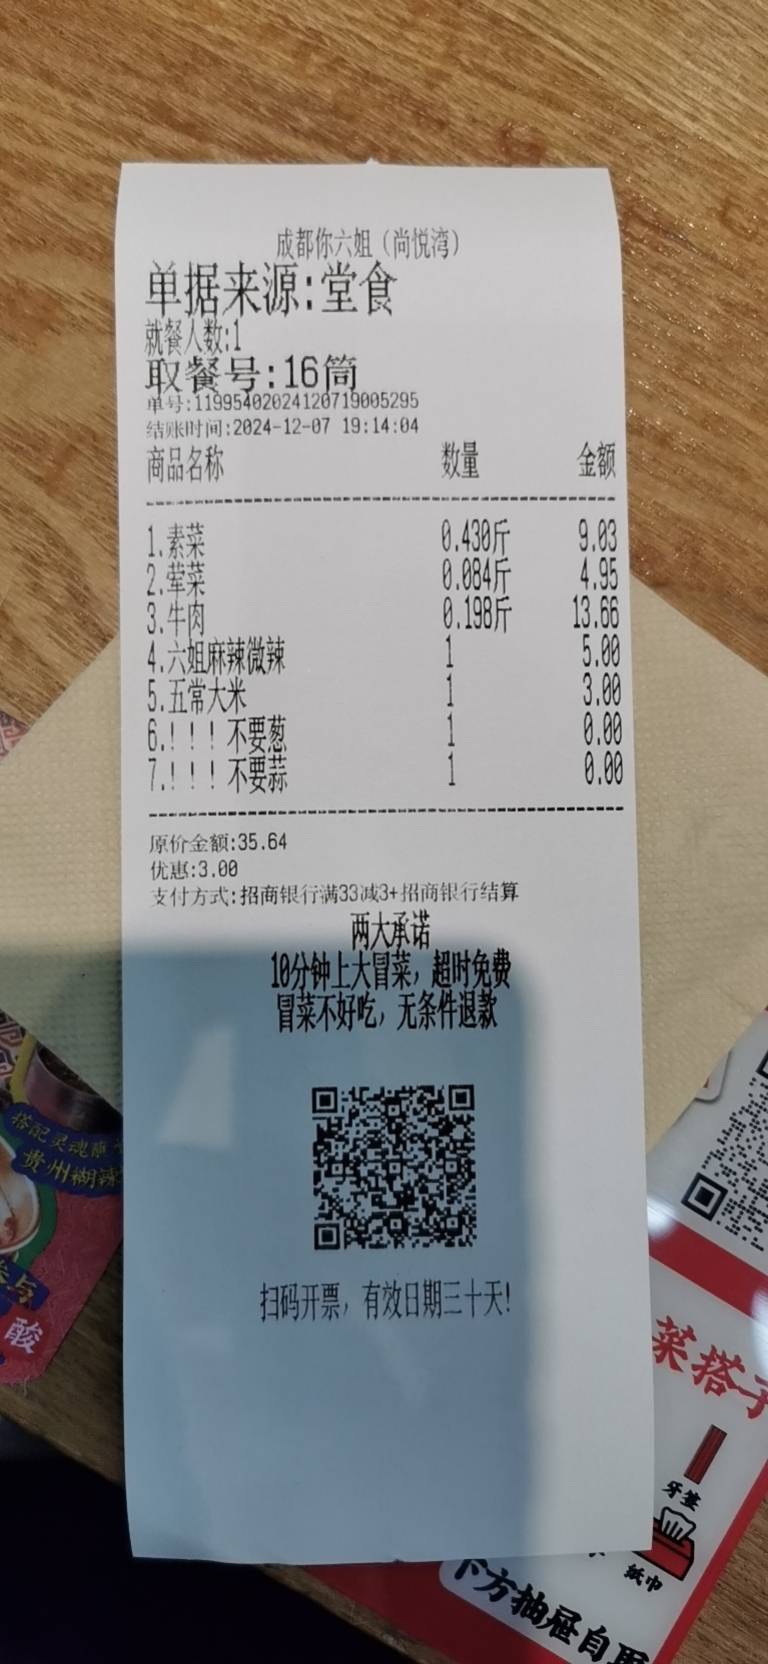 成都你六姐（尚悦湾）
单据来源:堂食
就餐人数:1
取餐号:16筒
单号:11995402024120719005295
结账时间:2024-12-07 19:14:04
商品名称 数量 金额
1.素菜 0.430斤 9.03
2.荤菜 0.084斤 4.95
3.牛肉 0.198斤 13.66
4.六姐麻辣微辣 1 5.00
5.五常大米 1 3.00
6.！！！不要葱 1 0.00
7.！！！不要蒜 1 0.00
原价金额:35.64
优惠:3.00
支付方式:招商银行满33减3+招商银行结算
两大承诺
10分钟上大冒菜，超时免费
冒菜不好吃，无条件退款
扫码开票，有效日期三十天!
搭配灵魂蘸
贵州糊辣
酸
菜搭子
牙签
纸巾
下方抽屉自取